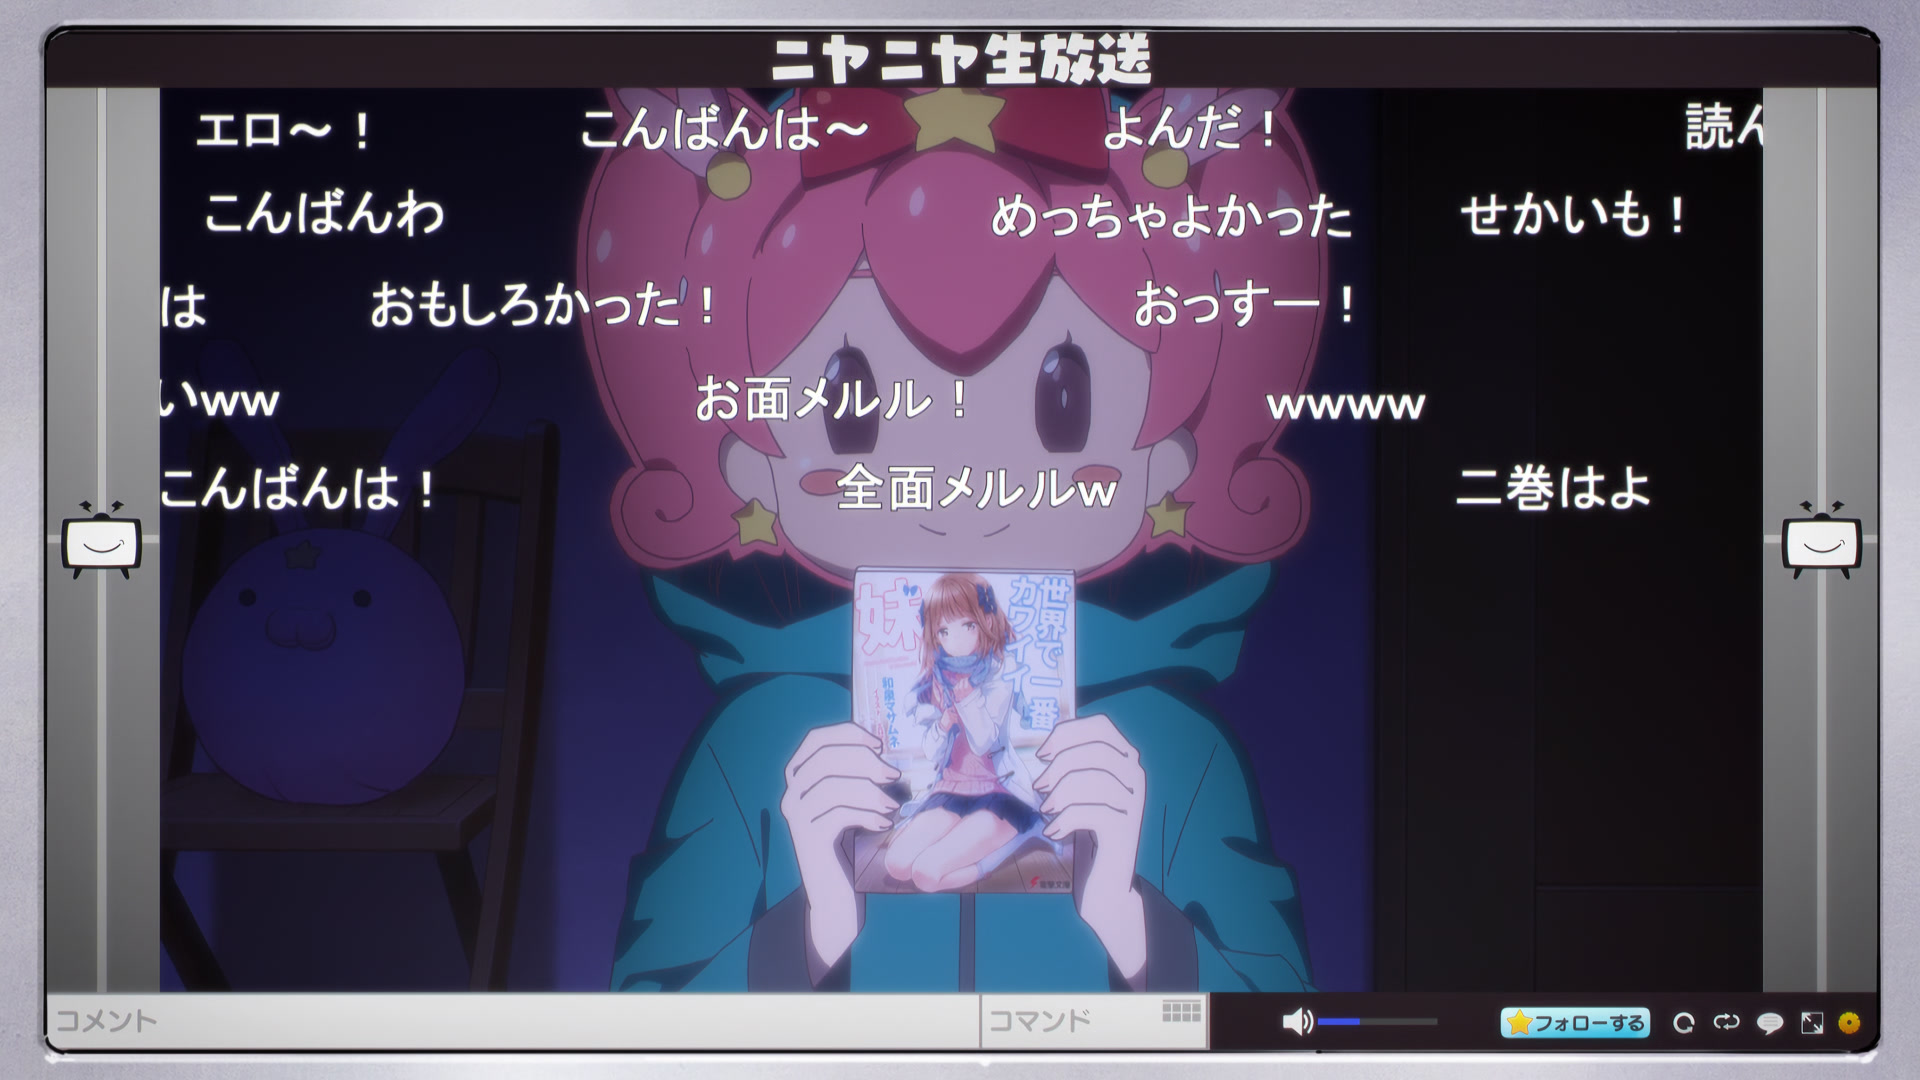 ニヤニヤ生放送
エロ～！ こんばんは～ よんだ！ 読ん
こんばんわ めっちゃよかった せかいも！
は おもしろかった！ おっすー！
いww お面メルル！ wwww
こんばんは！ 全面メルルw 二巻はよ
世界で一番
カワイイ
妹
和泉マサムネ
電撃文庫
コメント
コマンド
フォローする